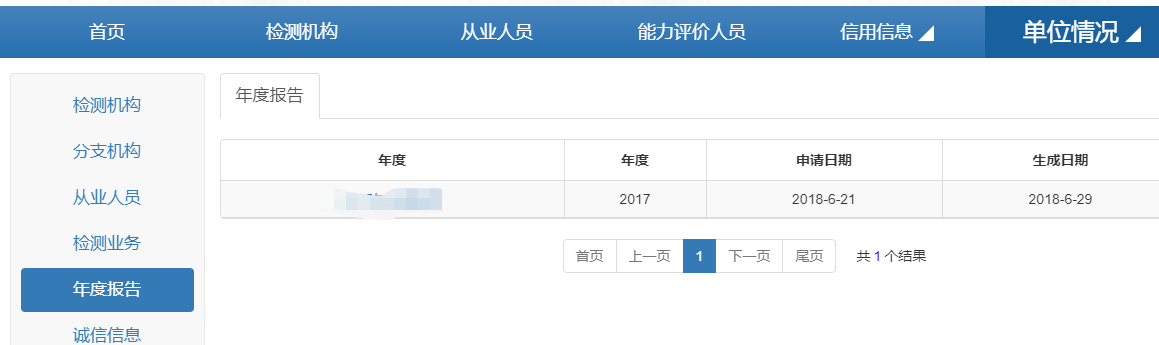 首页 检测机构 从业人员 能力评价人员 信用信息 单位情况
检测机构
分支机构
从业人员
检测业务
年度报告
诚信信息
年度报告
年度 年度 申请日期 生成日期
2017 2018-6-21 2018-6-29
首页 上一页 1 下一页 尾页 共 1 个结果